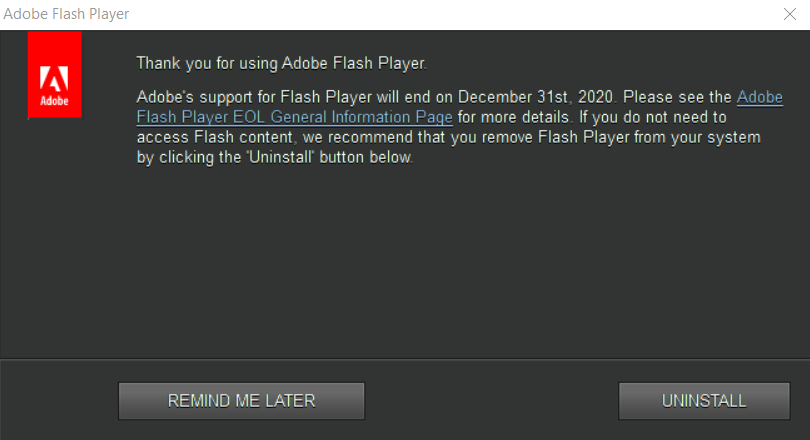 Adobe Flash Player
Adobe
Thank you for using Adobe Flash Player.
Adobe's support for Flash Player will end on December 31st, 2020. Please see the Adobe
Flash Player EOL General Information Page for more details. If you do not need to
access Flash content, we recommend that you remove Flash Player from your system
by clicking the 'Uninstall' button below.
REMIND ME LATER
UNINSTALL